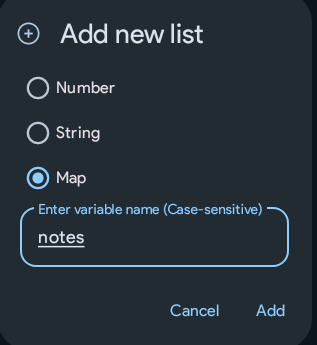 Add new list
Number
String
Map
Enter variable name (Case-sensitive)
notes
Cancel Add